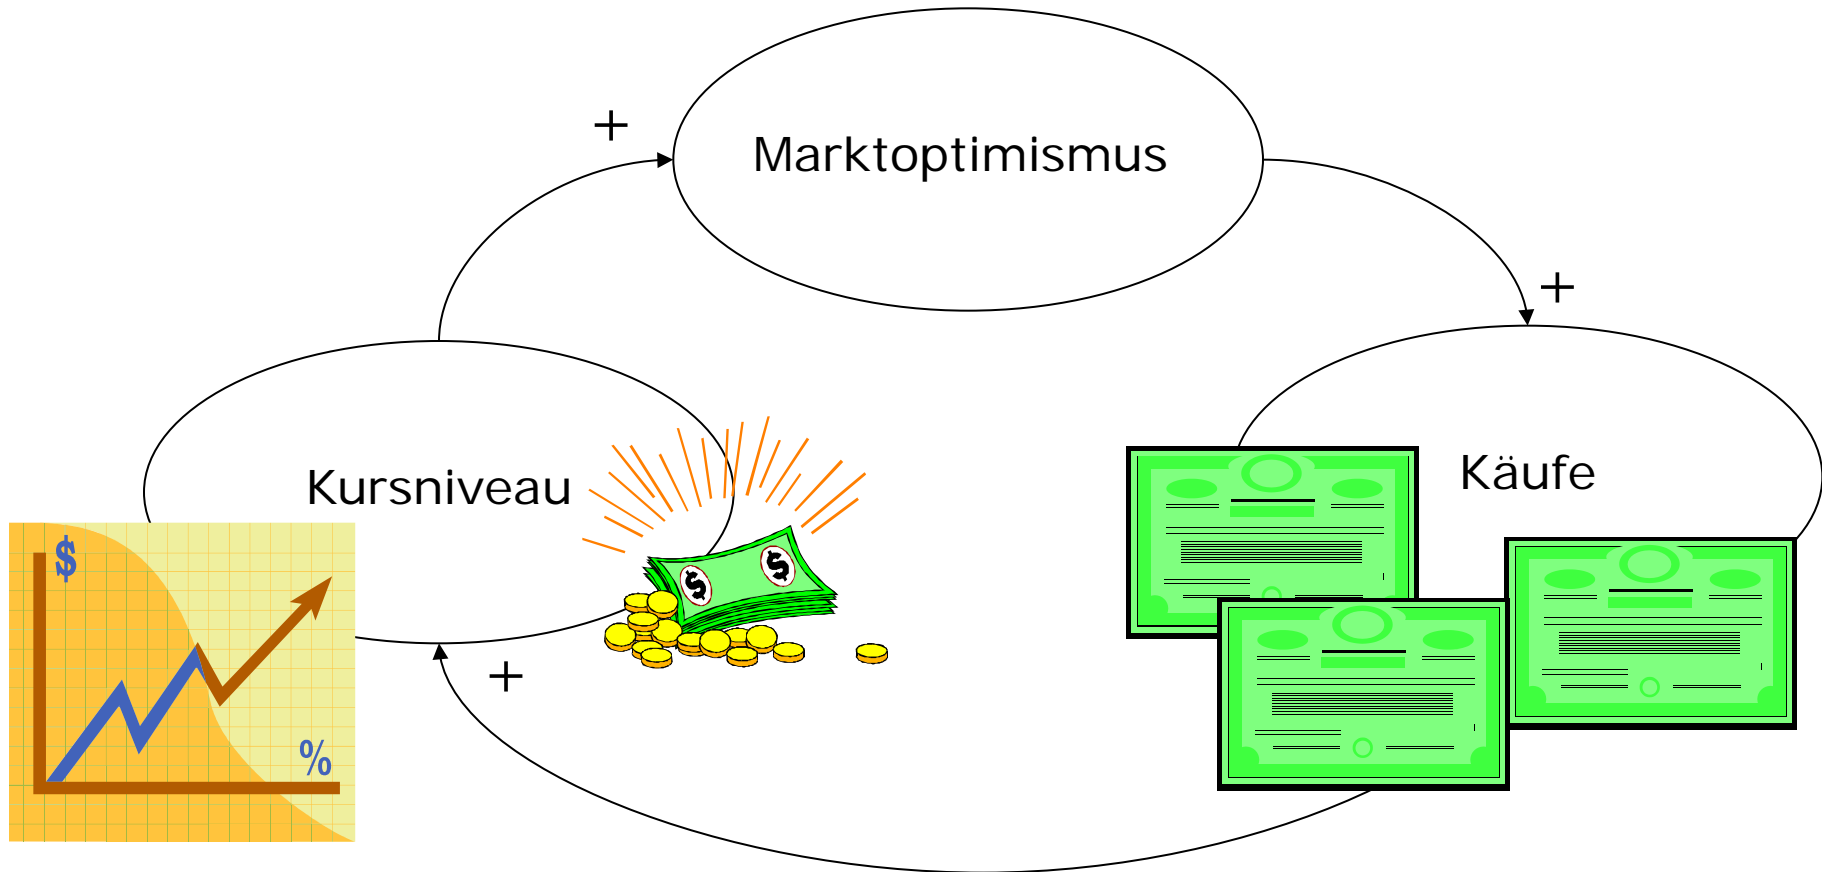 +
Marktoptimismus
+
Kursniveau
Käufe
$
$
$
+
%